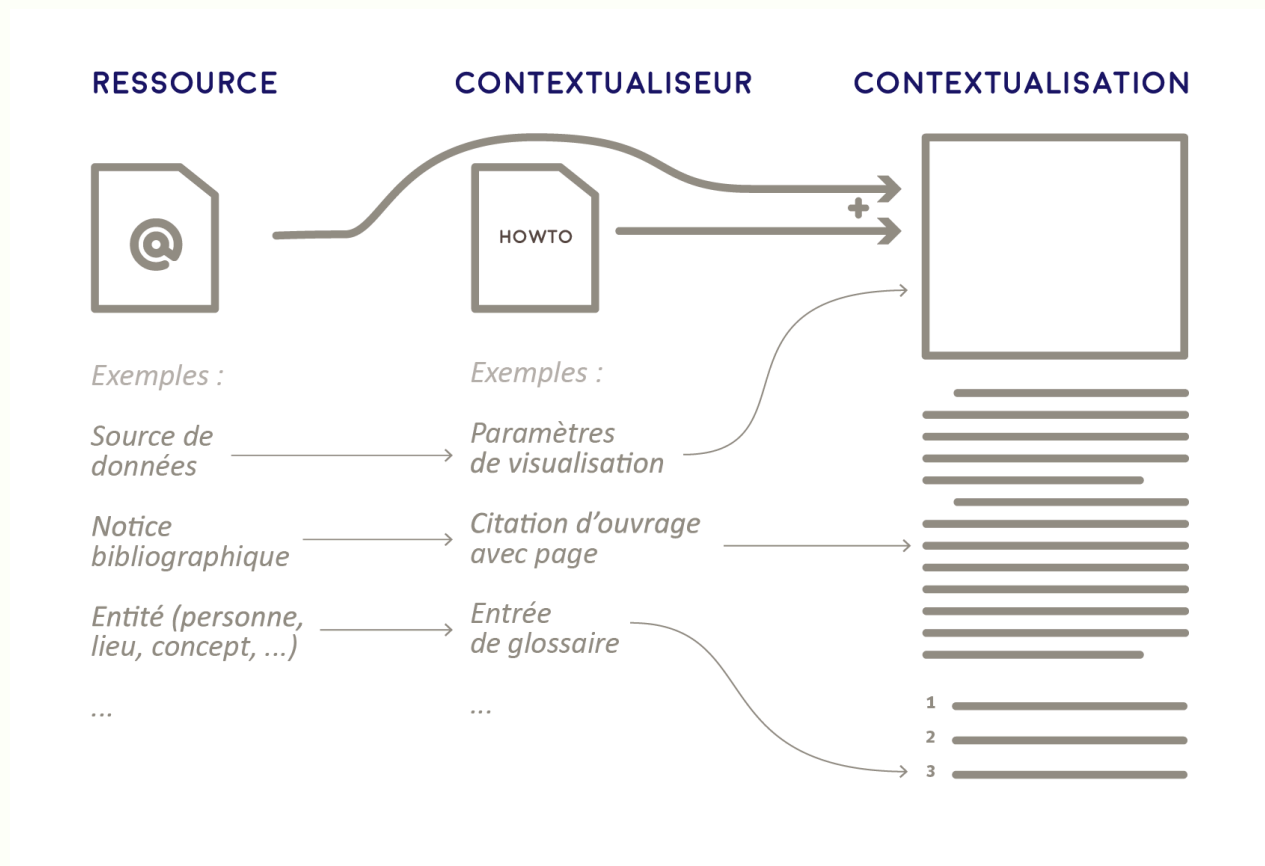 RESSOURCE
CONTEXTUALISEUR
CONTEXTUALISATION
@
HOWTO
+
Exemples :
Source de
données
Notice
bibliographique
Entité (personne,
lieu, concept, ...)
...
Exemples :
Paramètres
de visualisation
Citation d'ouvrage
avec page
Entrée
de glossaire
...
1
2
3